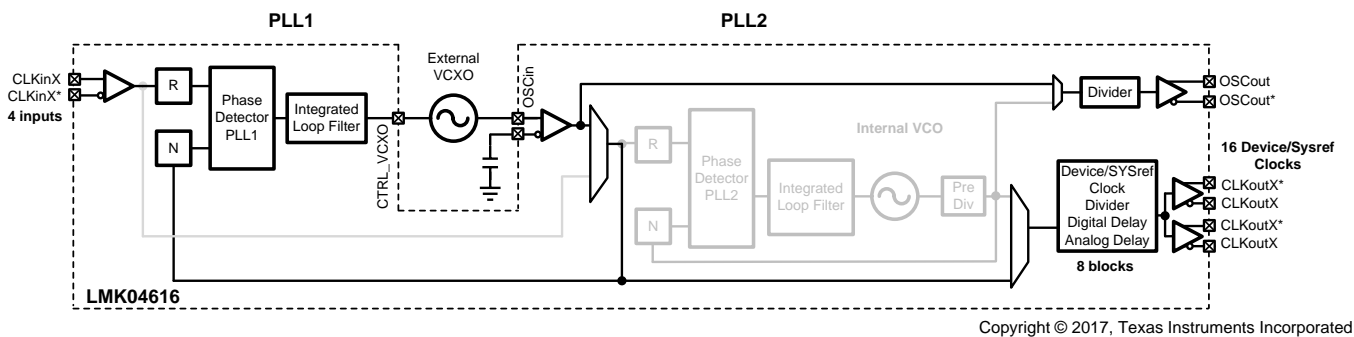 PLL1
PLL2
CLKinX
CLKinX*
4 inputs
R
N
Phase
Detector
PLL1
Integrated
Loop Filter
CTRL_VCXO
External
VCXO
OSCin
R
N
Phase
Detector
PLL2
Integrated
Loop Filter
Internal VCO
Pre
Div
Divider
OSCout
OSCout*
16 Device/Sysref
Clocks
Device/SYSref
Clock
Divider
Digital Delay
Analog Delay
8 blocks
CLKoutX*
CLKoutX
CLKoutX*
CLKoutX
LMK04616
Copyright © 2017, Texas Instruments Incorporated